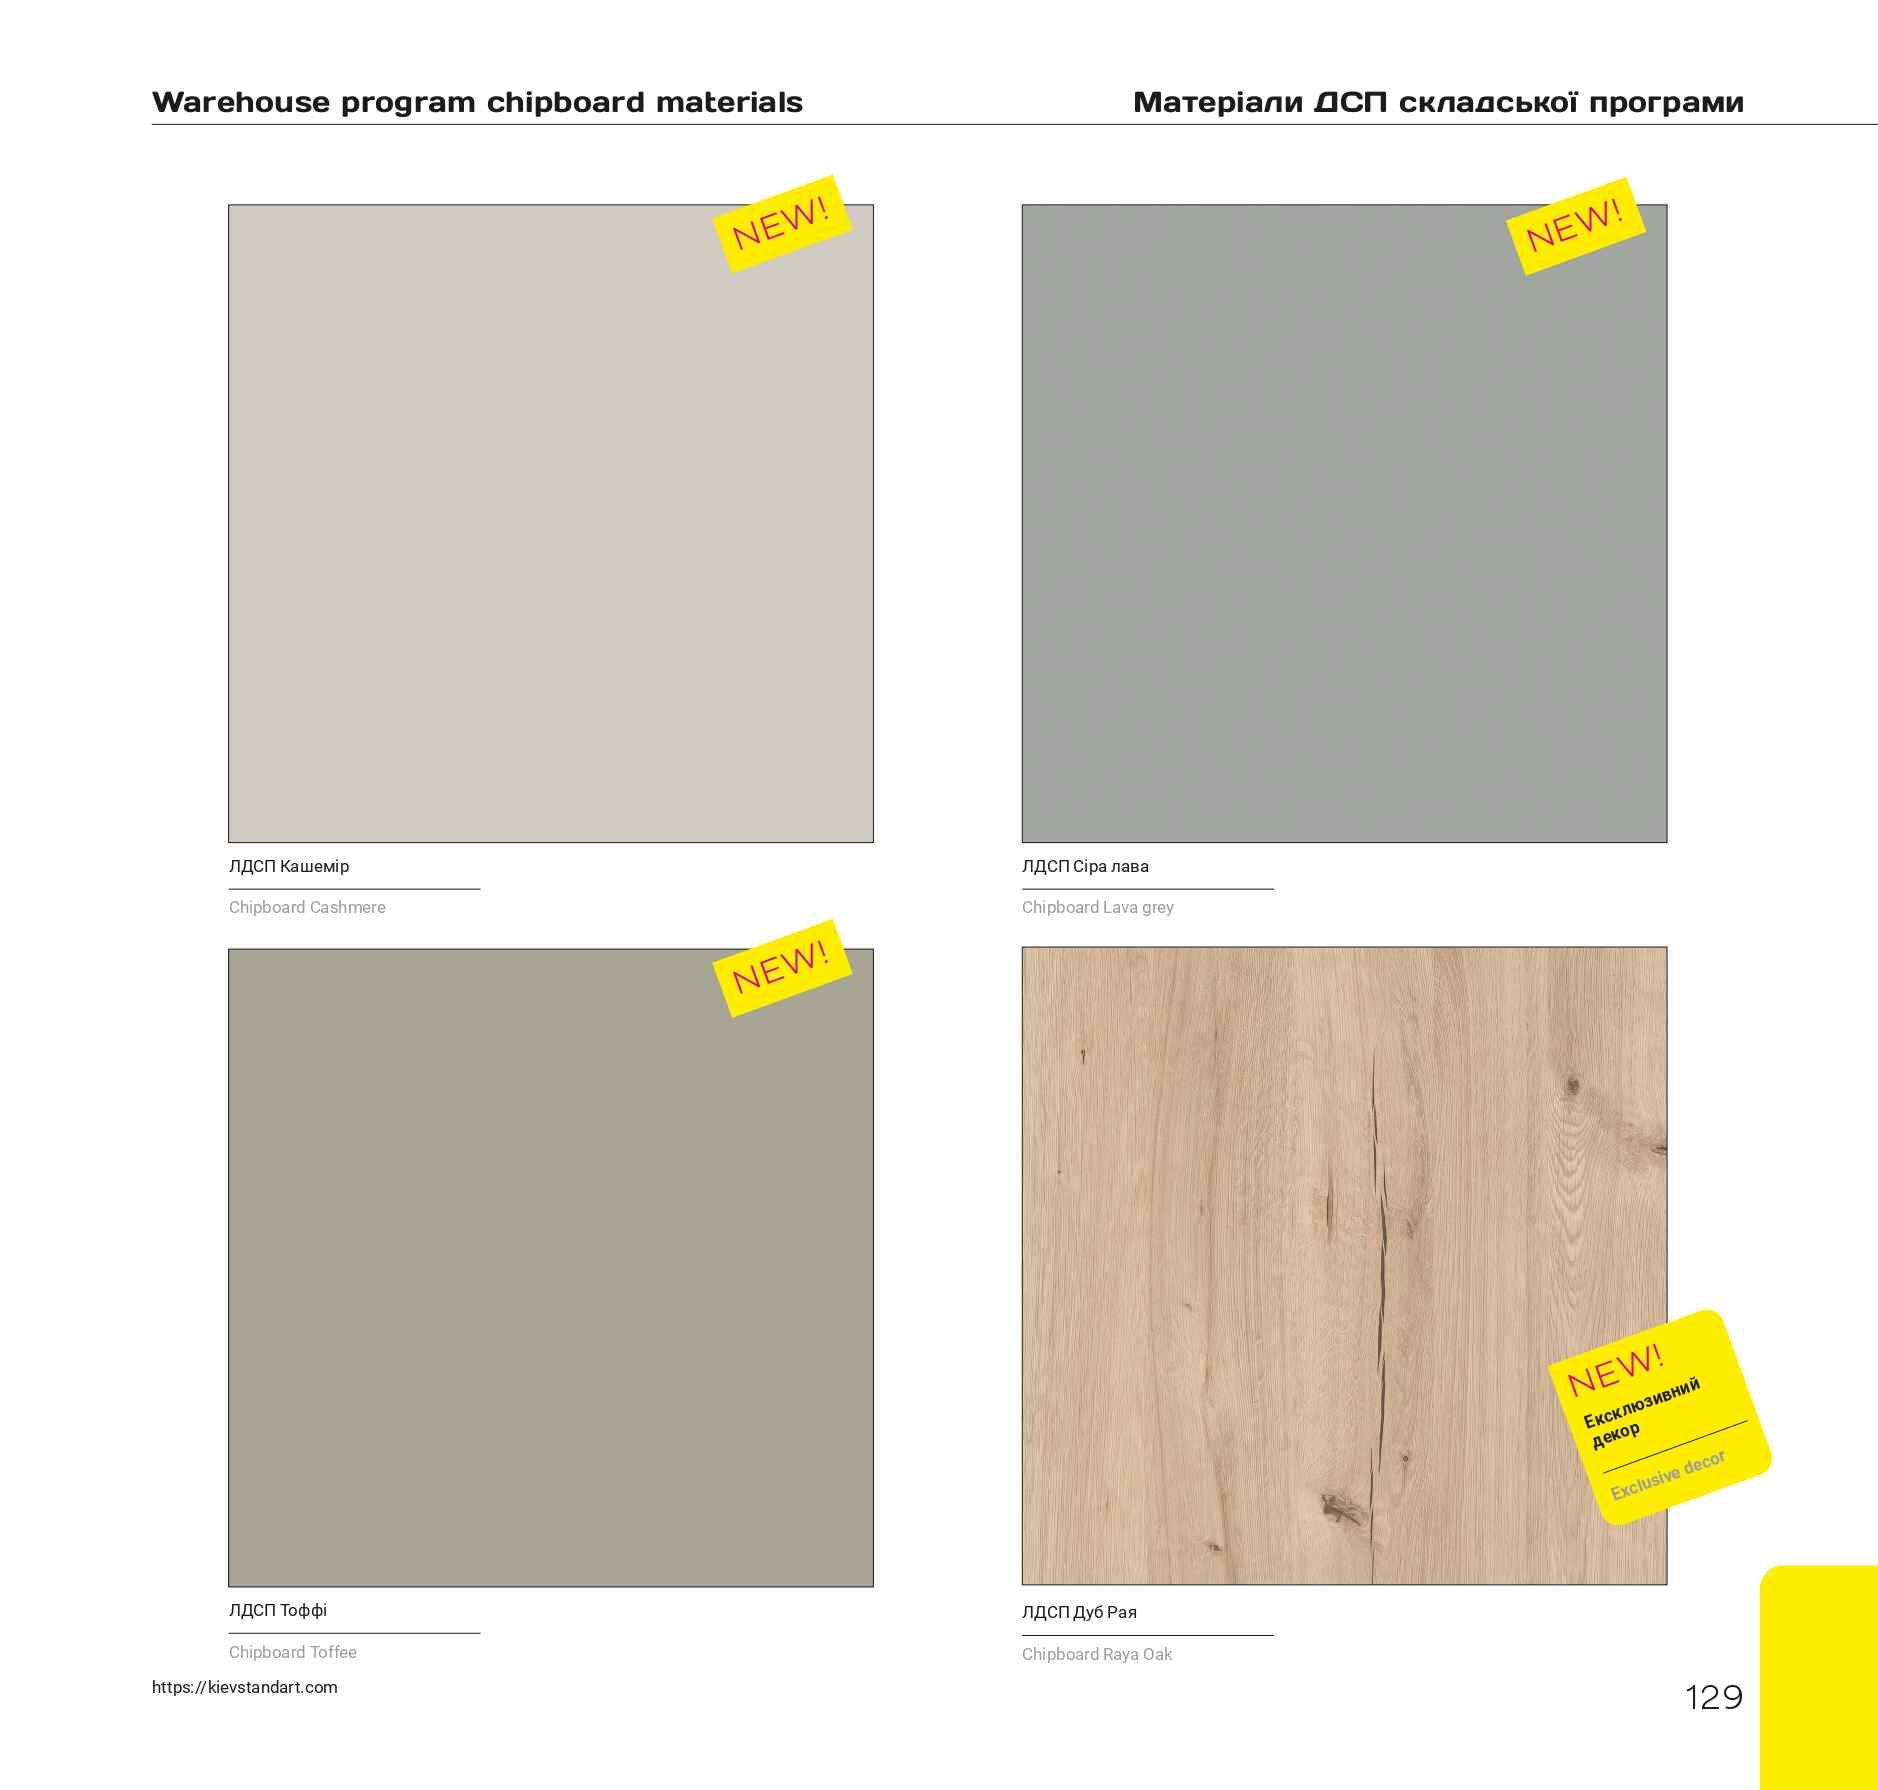 Warehouse program chipboard materials
Матеріали ДСП складської програми
NEW!
NEW!
ЛДСП Кашемір
Chipboard Cashmere
ЛДСП Сіра лава
Chipboard Lava grey
NEW!
NEW!
Ексклюзивний
декор
Exclusive decor
ЛДСП Тоффі
Chipboard Toffee
ЛДСП Дуб Рая
Chipboard Raya Oak
https://kievstandart.com
129